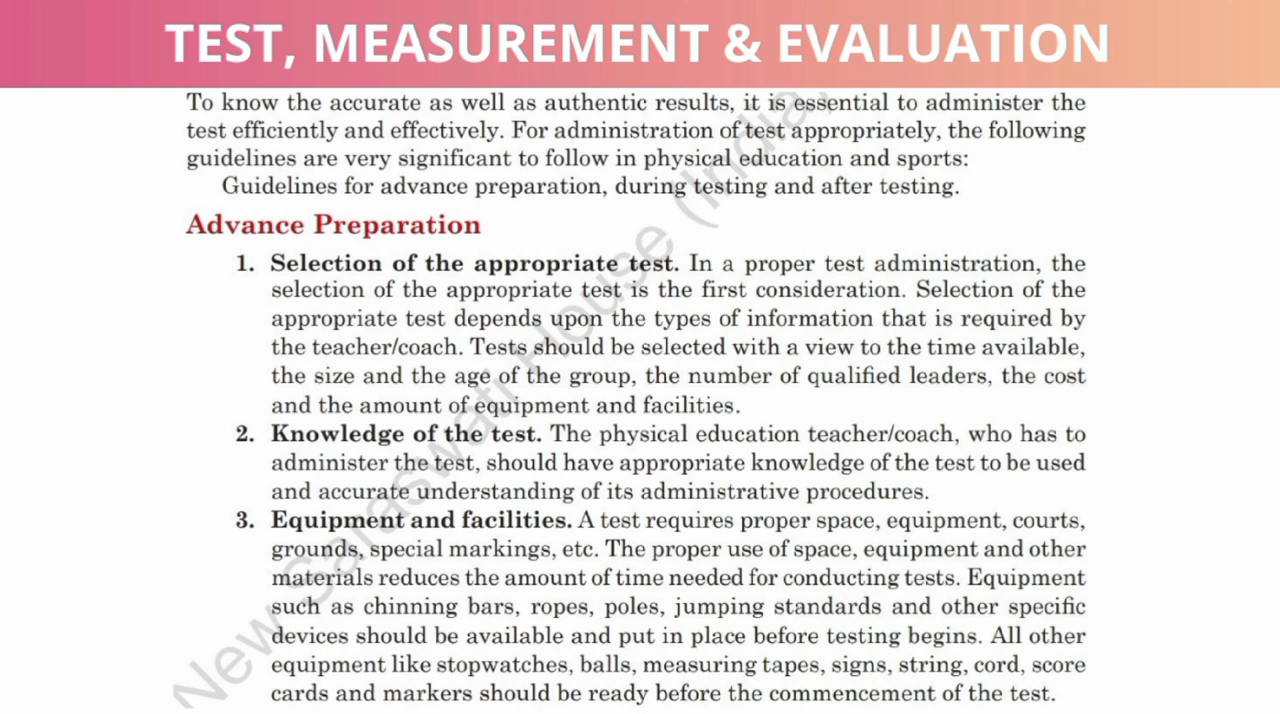 TEST, MEASUREMENT & EVALUATION
To know the accurate as well as authentic results, it is essential to administer the
test efficiently and effectively. For administration of test appropriately, the following
guidelines are very significant to follow in physical education and sports:
Guidelines for advance preparation, during testing and after testing.
Advance Preparation
1. Selection of the appropriate test. In a proper test administration, the
selection of the appropriate test is the first consideration. Selection of the
appropriate test depends upon the types of information that is required by
the teacher/coach. Tests should be selected with a view to the time available,
the size and the age of the group, the number of qualified leaders, the cost
and the amount of equipment and facilities.
2. Knowledge of the test. The physical education teacher/coach, who has to
administer the test, should have appropriate knowledge of the test to be used
and accurate understanding of its administrative procedures.
3. Equipment and facilities. A test requires proper space, equipment, courts,
grounds, special markings, etc. The proper use of space, equipment and other
materials reduces the amount of time needed for conducting tests. Equipment
such as chinning bars, ropes, poles, jumping standards and other specific
devices should be available and put in place before testing begins. All other
equipment like stopwatches, balls, measuring tapes, signs, string, cord, score
cards and markers should be ready before the commencement of the test.
New Saraswati House (India)